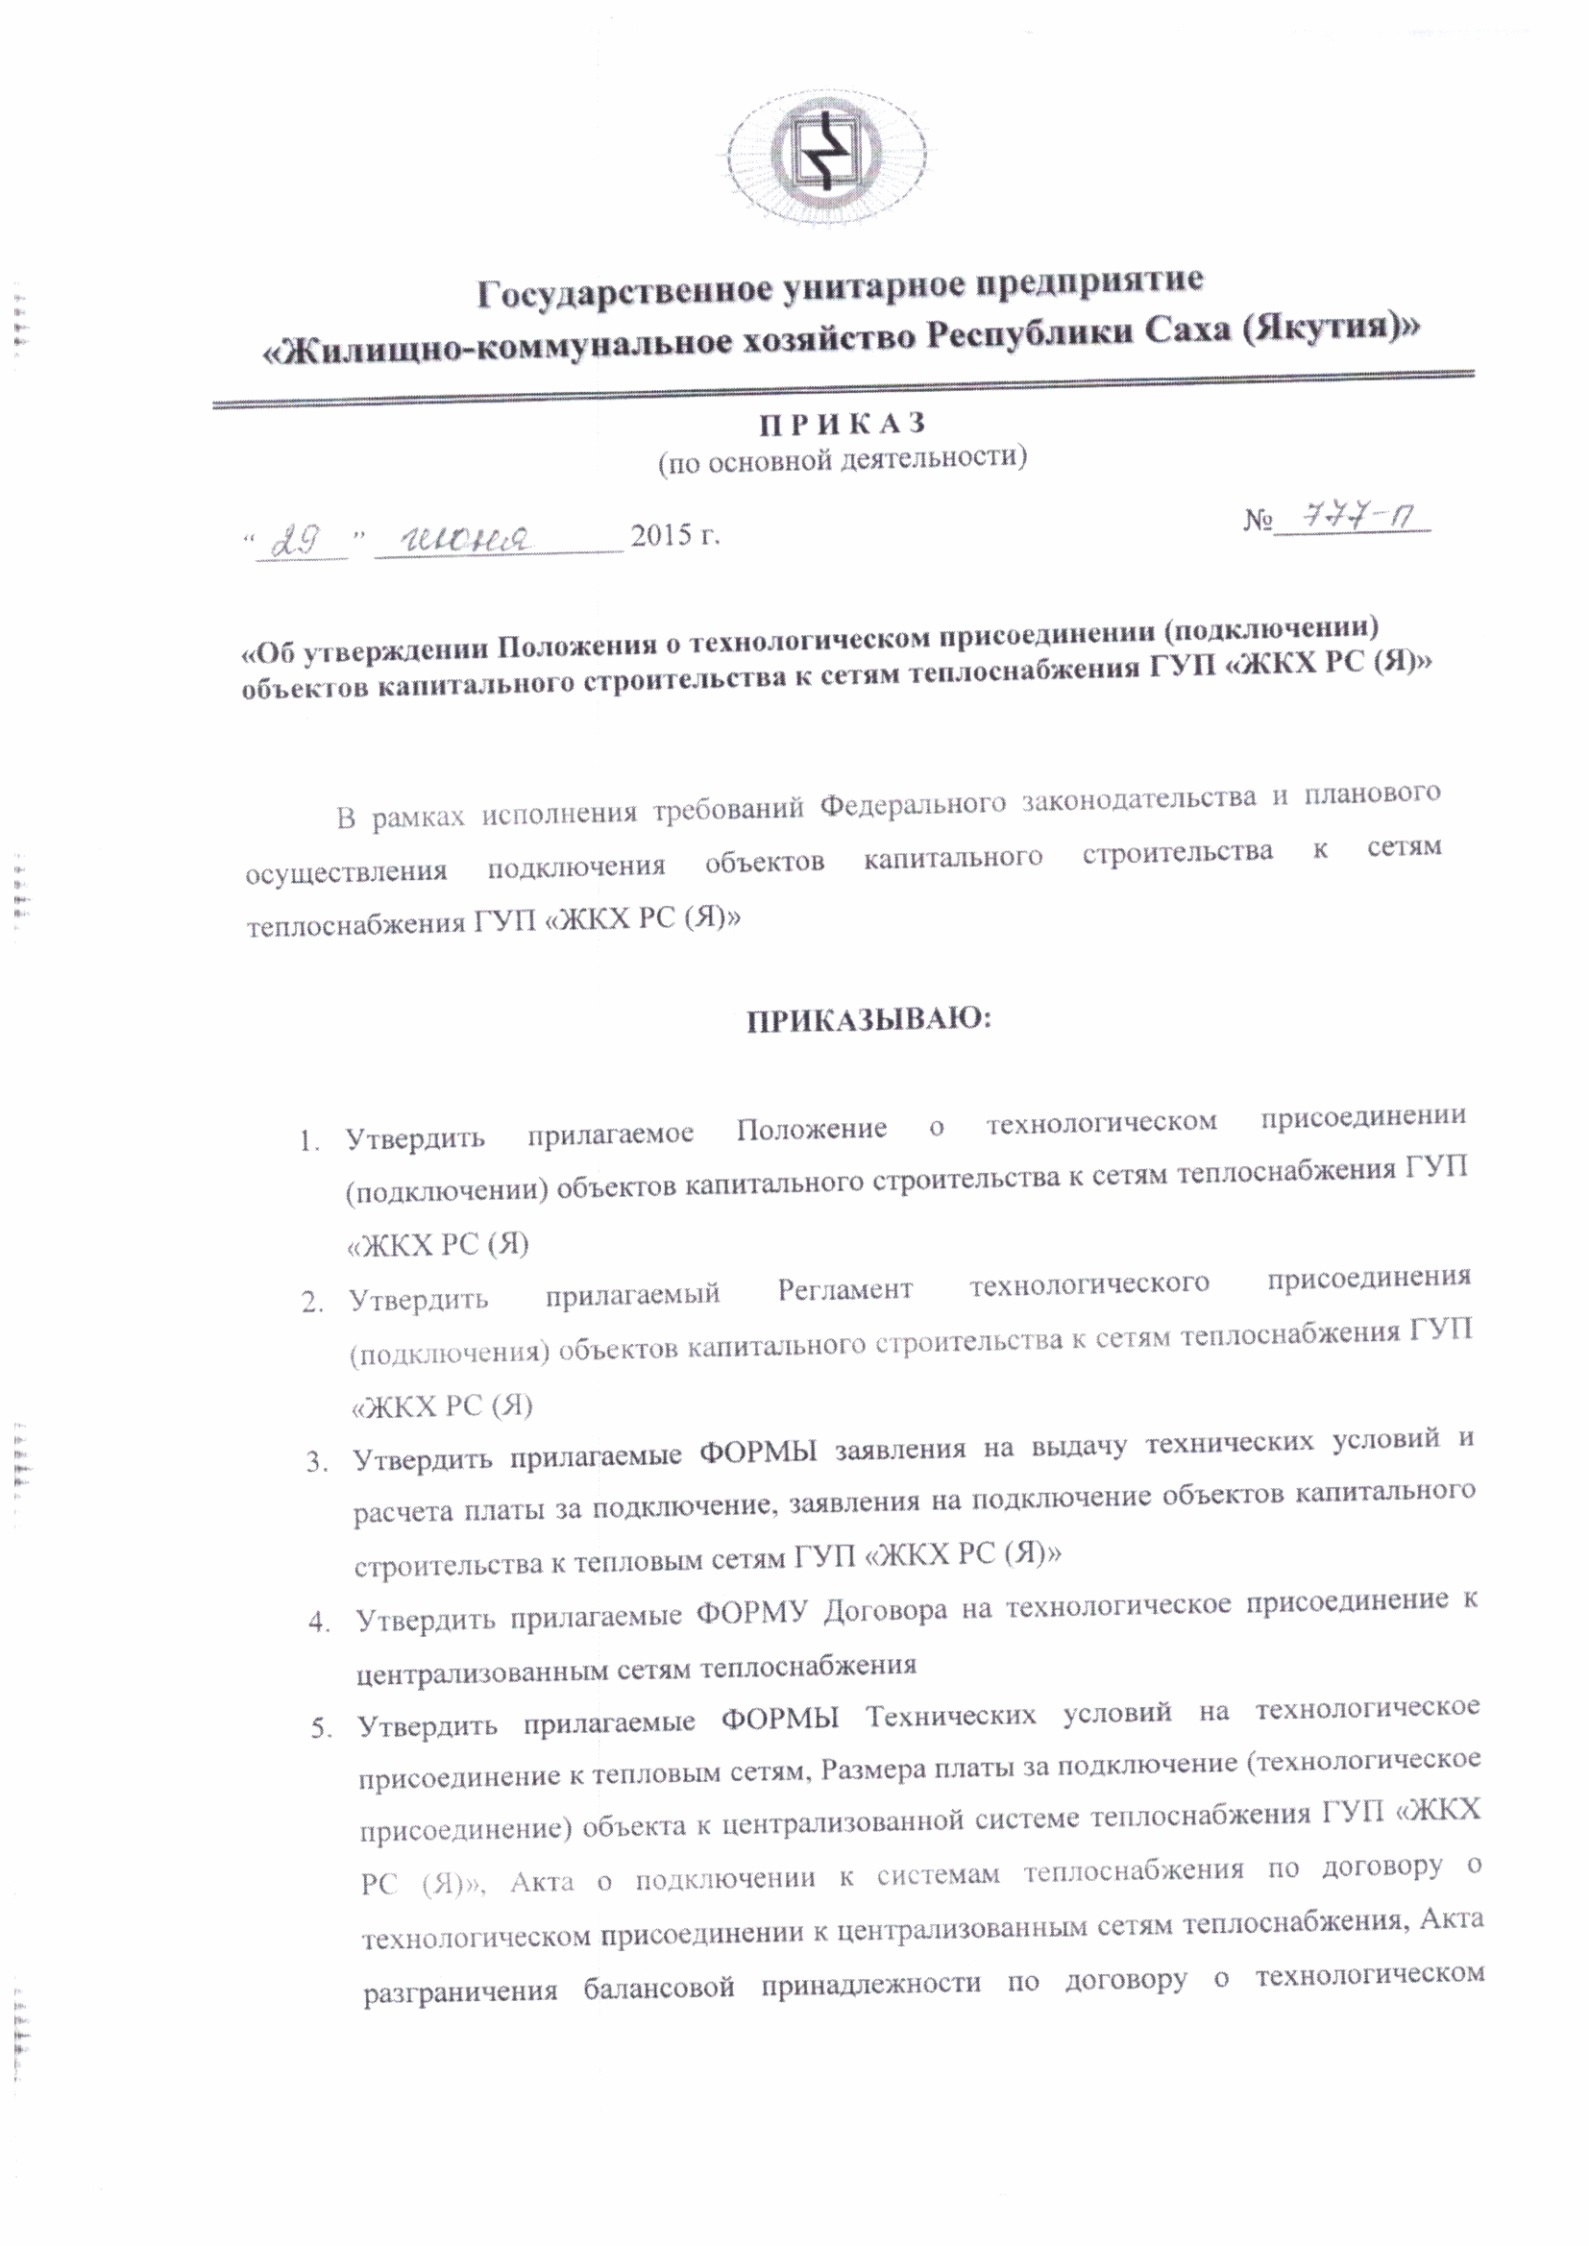 Государственное унитарное предприятие
«Жилищно-коммунальное хозяйство Республики Саха (Якутия)»
П Р И К А З
(по основной деятельности)
“ 29 ” июня 2015 г. № 777-п
«Об утверждении Положения о технологическом присоединении (подключении)
объектов капитального строительства к сетям теплоснабжения ГУП «ЖКХ РС (Я)»
В рамках исполнения требований Федерального законодательства и планового
осуществления подключения объектов капитального строительства к сетям
теплоснабжения ГУП «ЖКХ РС (Я)»
ПРИКАЗЫВАЮ:
1. Утвердить прилагаемое Положение о технологическом присоединении
(подключении) объектов капитального строительства к сетям теплоснабжения ГУП
«ЖКХ РС (Я)
2. Утвердить прилагаемый Регламент технологического присоединения
(подключения) объектов капитального строительства к сетям теплоснабжения ГУП
«ЖКХ РС (Я)
3. Утвердить прилагаемые ФОРМЫ заявления на выдачу технических условий и
расчета платы за подключение, заявления на подключение объектов капитального
строительства к тепловым сетям ГУП «ЖКХ РС (Я)»
4. Утвердить прилагаемые ФОРМУ Договора на технологическое присоединение к
централизованным сетям теплоснабжения
5. Утвердить прилагаемые ФОРМЫ Технических условий на технологическое
присоединение к тепловым сетям, Размера платы за подключение (технологическое
присоединение) объекта к централизованной системе теплоснабжения ГУП «ЖКХ
РС (Я)», Акта о подключении к системам теплоснабжения по договору о
технологическом присоединении к централизованным сетям теплоснабжения, Акта
разграничения балансовой принадлежности по договору о технологическом